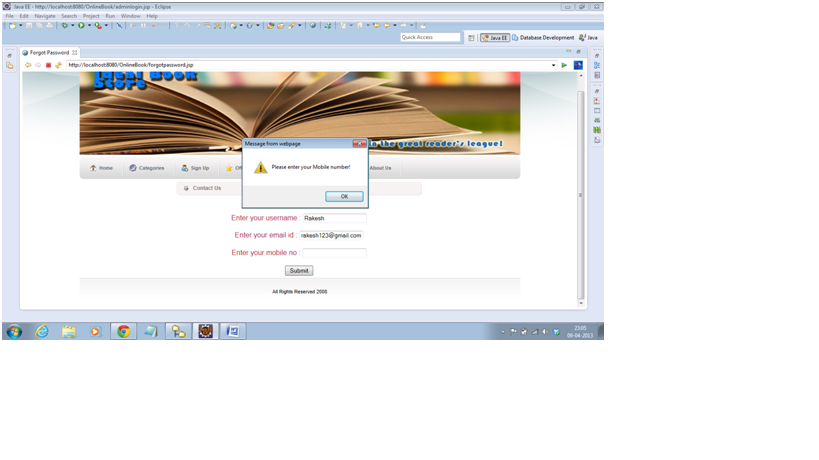 Java EE - http://localhost:8080/OnlineBook/adminlogin.jsp - Eclipse
File Edit Navigate Search Project Run Window Help
Quick Access
Java EE Database Development Java
Forgot Password
http://localhost:8080/OnlineBook/forgotpassword.jsp
Ideal Book
Store
in the great reader's league!
Message from webpage
Please enter your Mobile number!
OK
Home Categories Sign Up About Us
Contact Us
Enter your username : Rakesh
Enter your email id : rakesh123@gmail.com
Enter your mobile no :
Submit
All Rights Reserved 2008
23:05
08-04-2013